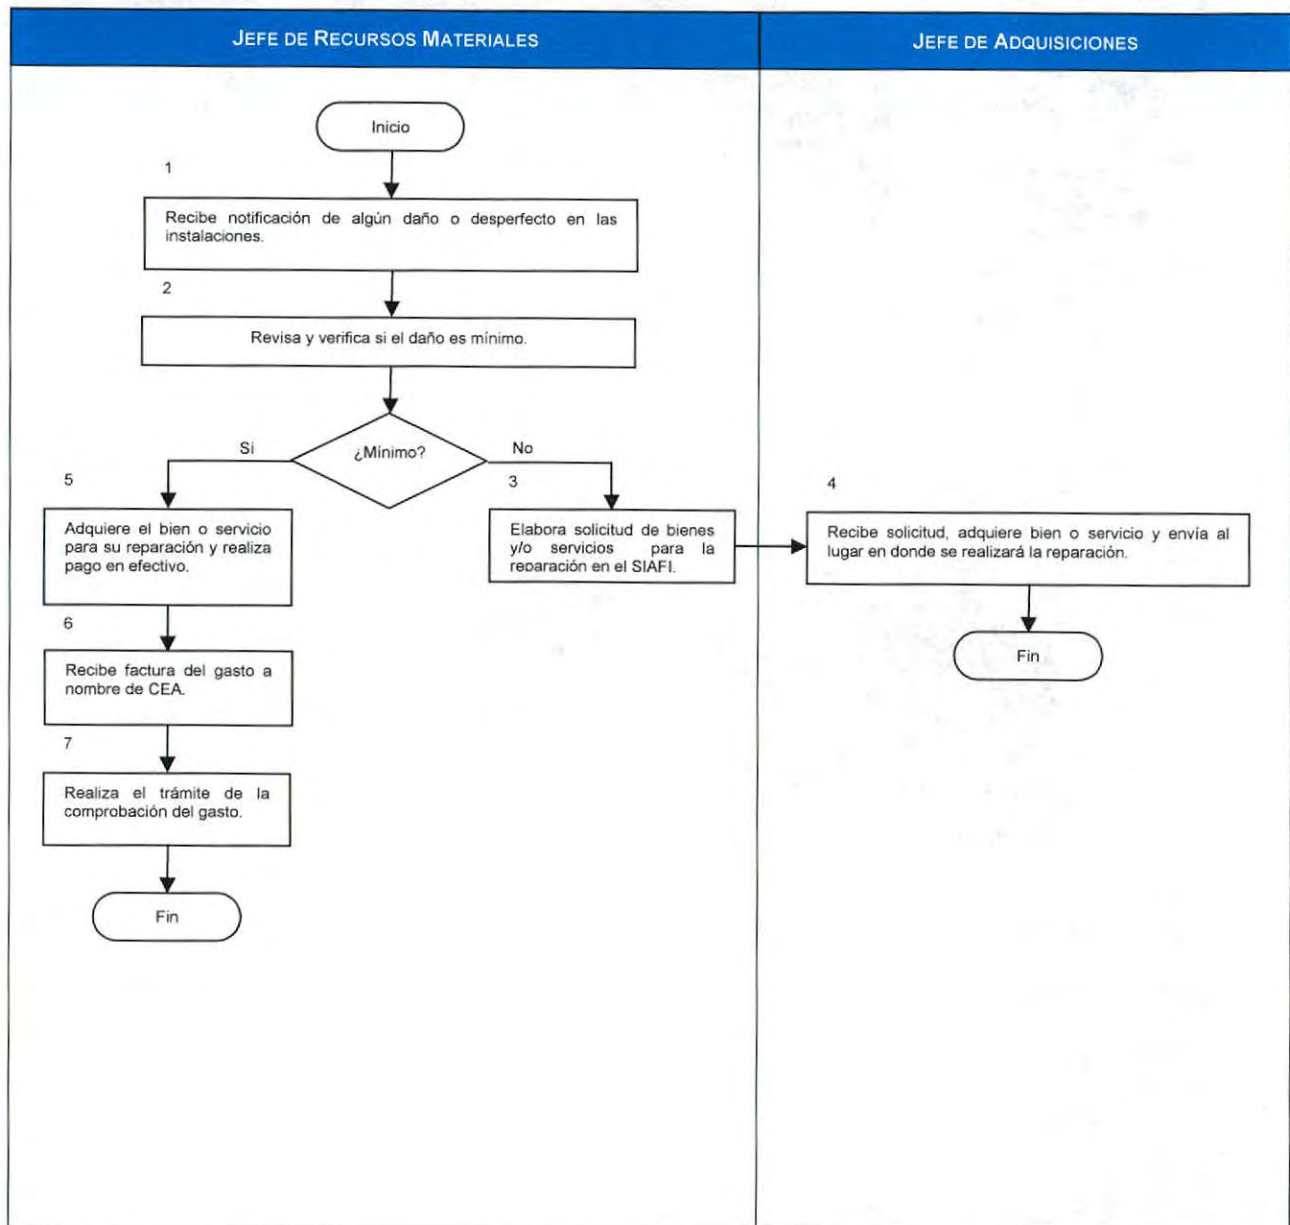 JEFE DE RECURSOS MATERIALES
JEFE DE ADQUISICIONES
Inicio
1
Recibe notificación de algún daño o desperfecto en las
instalaciones.
2
Revisa y verifica si el daño es mínimo.
¿Mínimo?
Si
No
3
Elabora solicitud de bienes
y/o servicios para la
reparación en el SIAFI.
4
Recibe solicitud, adquiere bien o servicio y envía al
lugar en donde se realizará la reparación.
Fin
5
Adquiere el bien o servicio
para su reparación y realiza
pago en efectivo.
6
Recibe factura del gasto a
nombre de CEA.
7
Realiza el trámite de la
comprobación del gasto.
Fin